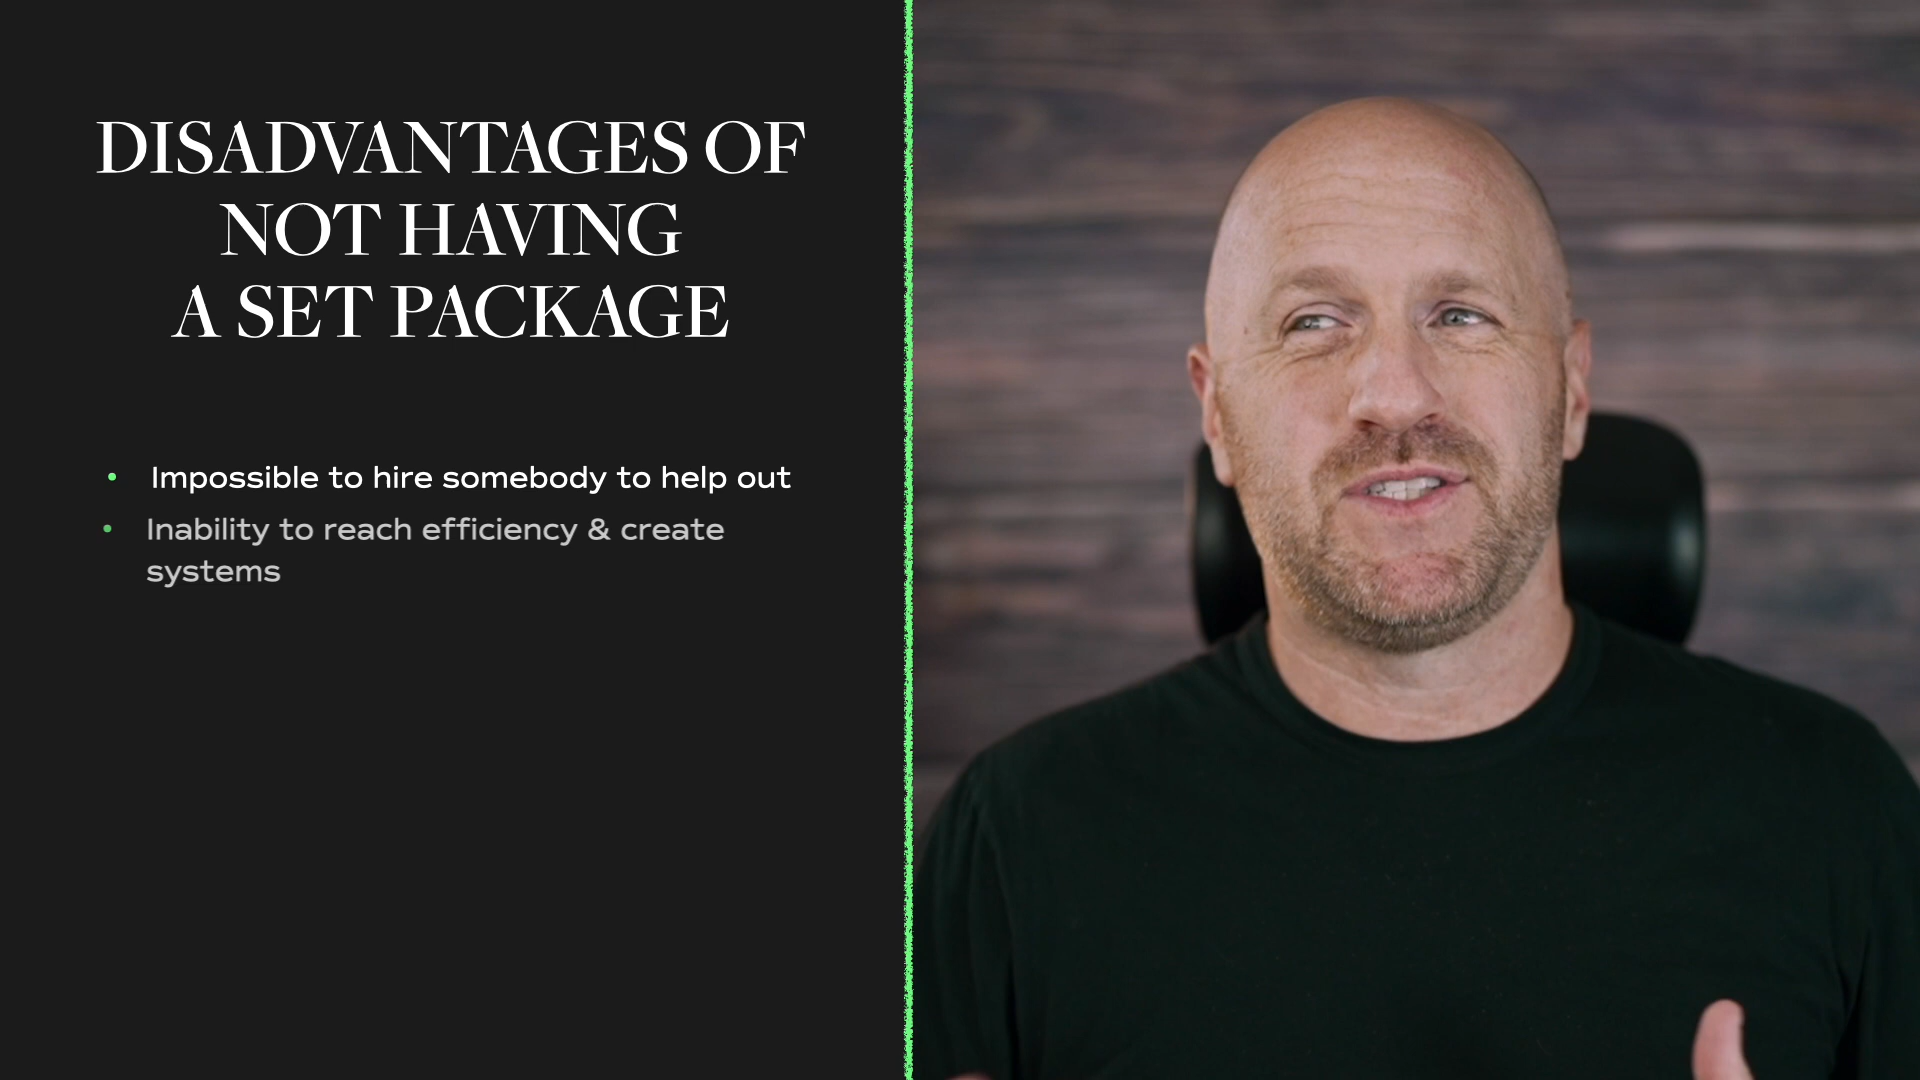 DISADVANTAGES OF
NOT HAVING
A SET PACKAGE
• Impossible to hire somebody to help out
• Inability to reach efficiency & create
systems